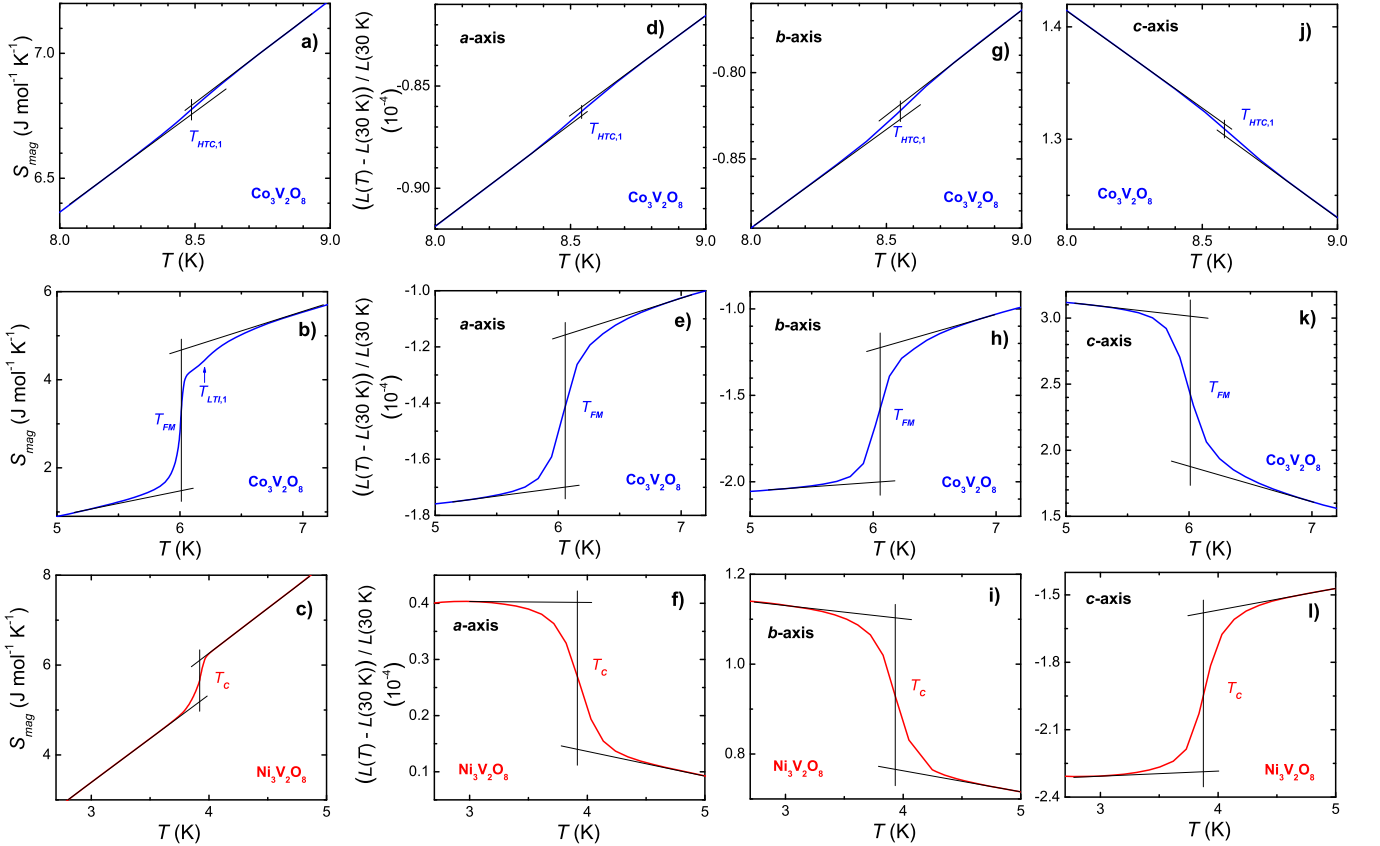 a)
S_mag (J mol⁻¹ K⁻¹)
7.0
6.5
T_HTC,1
Co₃V₂O₈
8.0 8.5 9.0
T (K)
d)
a-axis
(L(T) - L(30 K)) / L(30 K)
(10⁻⁴)
-0.85
-0.90
T_HTC,1
Co₃V₂O₈
8.0 8.5 9.0
T (K)
g)
b-axis
-0.80
-0.85
T_HTC,1
Co₃V₂O₈
8.0 8.5 9.0
T (K)
j)
c-axis
1.4
1.3
T_HTC,1
Co₃V₂O₈
8.0 8.5 9.0
T (K)
b)
S_mag (J mol⁻¹ K⁻¹)
6
4
2
T_LTI,1
T_FM
Co₃V₂O₈
5 6 7
T (K)
e)
a-axis
(L(T) - L(30 K)) / L(30 K)
(10⁻⁴)
-1.0
-1.2
-1.4
-1.6
-1.8
T_FM
Co₃V₂O₈
5 6 7
T (K)
h)
b-axis
-1.0
-1.5
-2.0
T_FM
Co₃V₂O₈
5 6 7
T (K)
k)
c-axis
3.0
2.5
2.0
1.5
T_FM
Co₃V₂O₈
5 6 7
T (K)
c)
S_mag (J mol⁻¹ K⁻¹)
8
6
4
T_C
Ni₃V₂O₈
3 4 5
T (K)
f)
a-axis
(L(T) - L(30 K)) / L(30 K)
(10⁻⁴)
0.4
0.3
0.2
0.1
T_C
Ni₃V₂O₈
3 4 5
T (K)
i)
b-axis
1.2
1.0
0.8
T_C
Ni₃V₂O₈
3 4 5
T (K)
l)
c-axis
-1.5
-1.8
-2.1
-2.4
T_C
Ni₃V₂O₈
3 4 5
T (K)